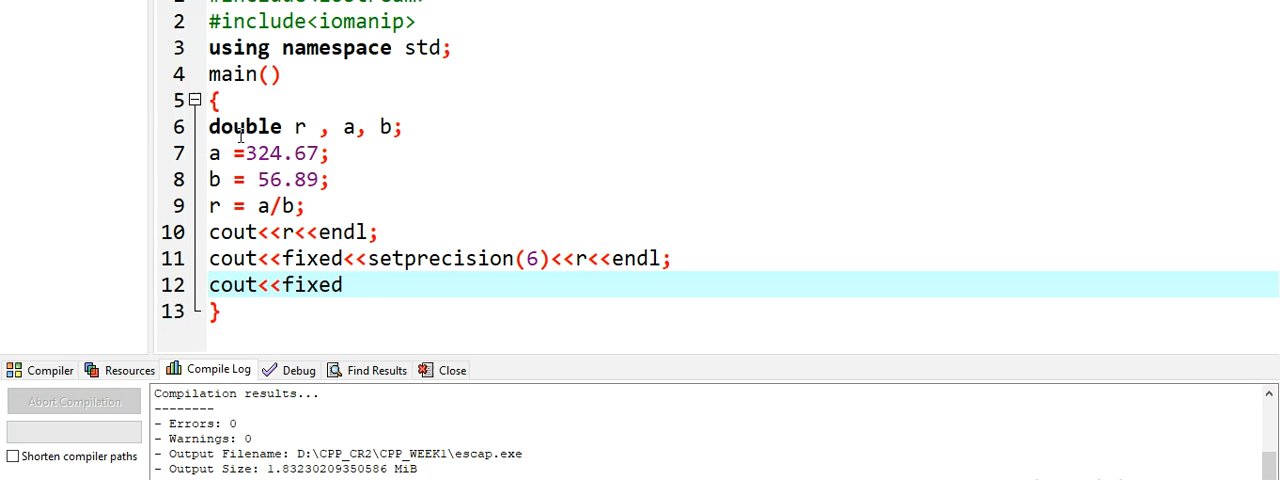 2 #include<iomanip>
3 using namespace std;
4 main()
5 {
6 double r , a, b;
7 a =324.67;
8 b = 56.89;
9 r = a/b;
10 cout<<r<<endl;
11 cout<<fixed<<setprecision(6)<<r<<endl;
12 cout<<fixed
13 }
Compiler Resources Compile Log Debug Find Results Close
Abort Compilation
Shorten compiler paths
Compilation results...
--------
- Errors: 0
- Warnings: 0
- Output Filename: D:\CPP_CR2\CPP_WEEK1\escap.exe
- Output Size: 1.83230209350586 MiB